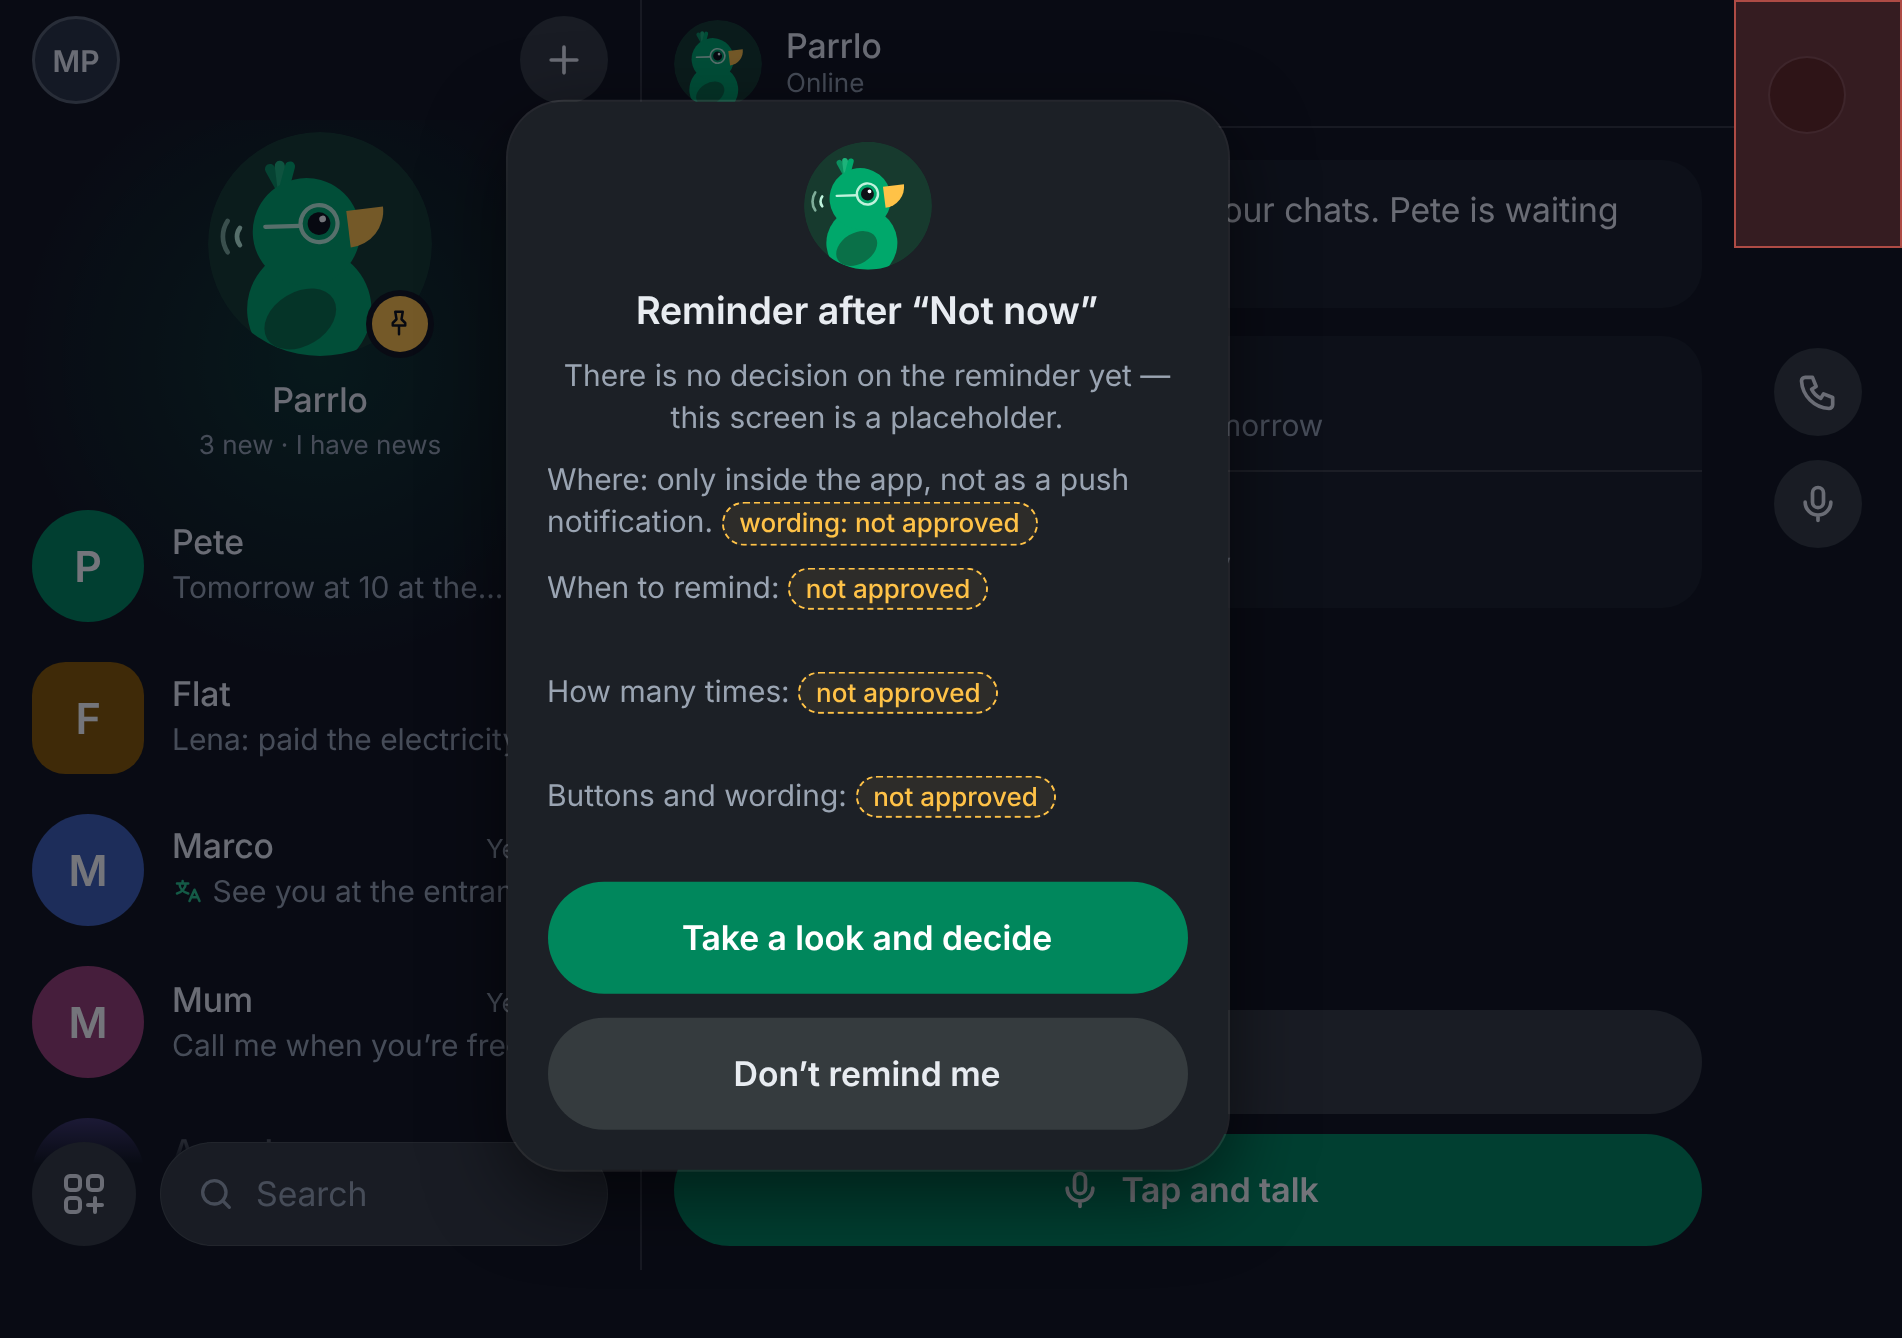 MP
Parrlo
Online
Parrlo
3 new · I have news
Pete
Tomorrow at 10 at the...
Flat
Lena: paid the electricity
Marco
See you at the
Mum
Call me when you’re
Search
our chats. Pete is waiting
Reminder after “Not now”
There is no decision on the reminder yet —
this screen is a placeholder.
Where: only inside the app, not as a push
notification. wording: not approved
When to remind: not approved
How many times: not approved
Buttons and wording: not approved
Take a look and decide
Don’t remind me
Tap and talk
P
F
M
M